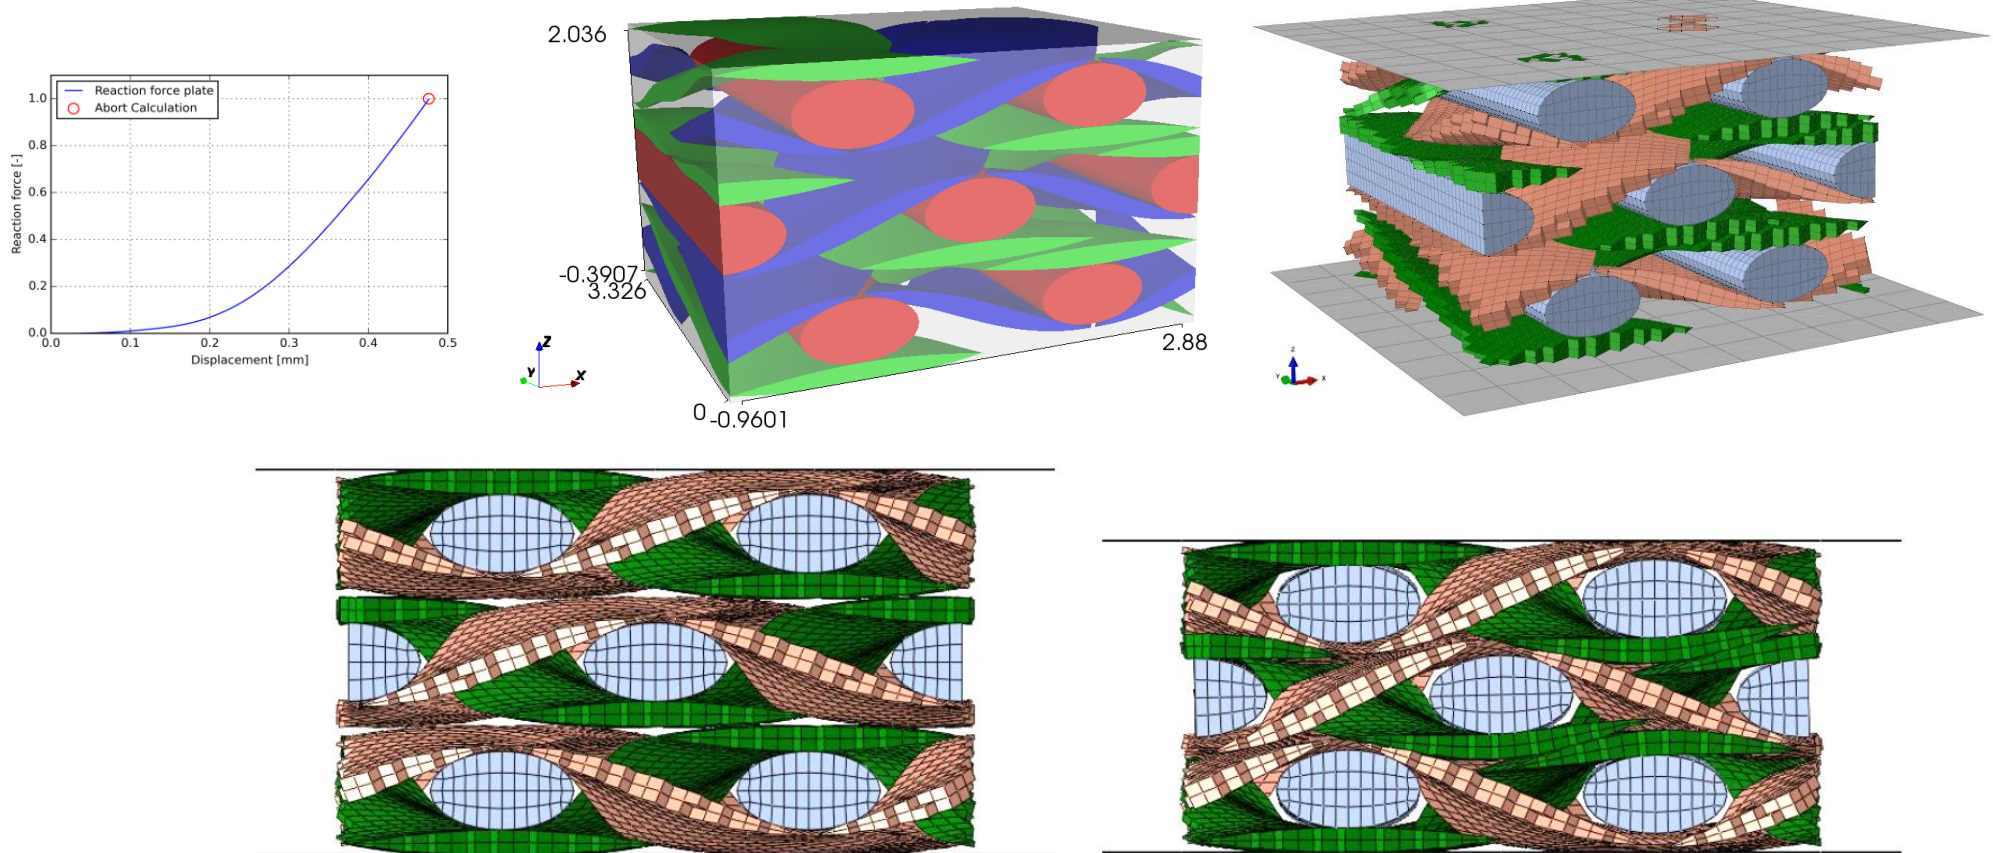 Reaction force plate
Abort Calculation
1.0
0.8
0.6
0.4
0.2
0.0
Reaction force [-]
0.0 0.1 0.2 0.3 0.4 0.5
Displacement [mm]
2.036
-0.3907
3.326
0
-0.9601
2.88
Z
Y
X
Z
Y
X